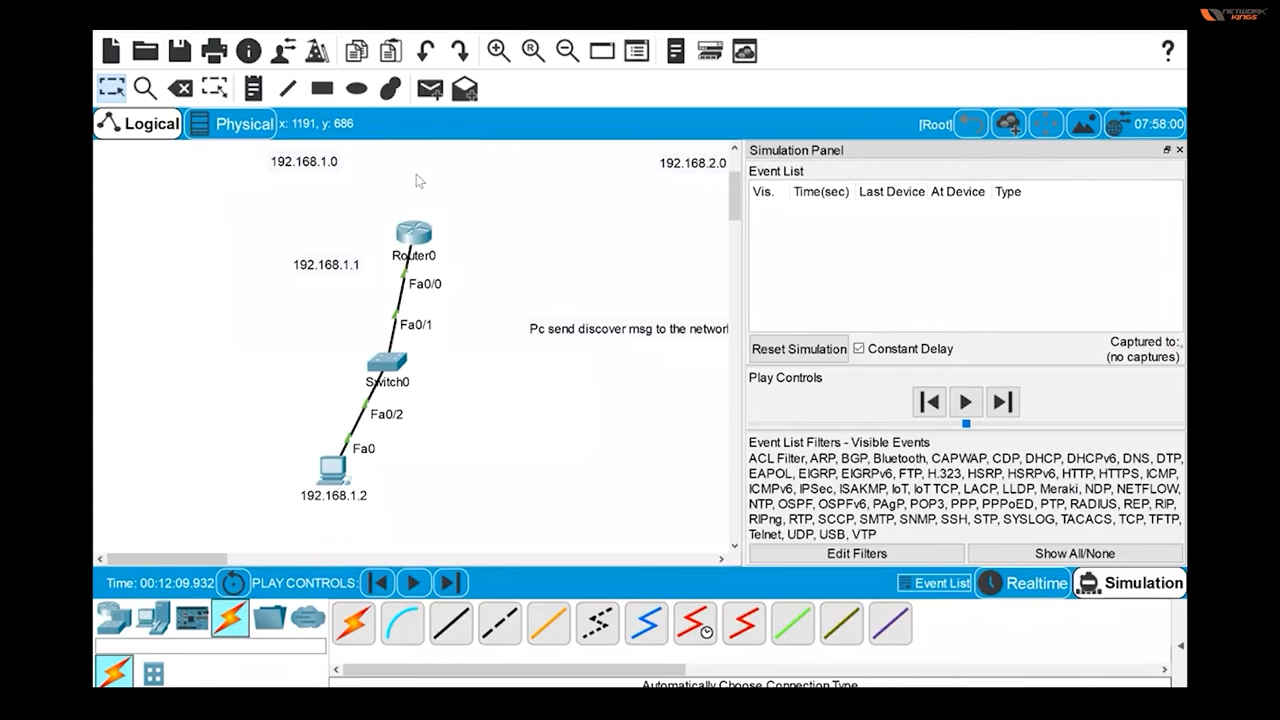 NETWORK
KINGS
?
Logical
Physical
x: 1191, y: 686
[Root]
07:58:00
192.168.1.0
192.168.2.0
Router0
192.168.1.1
Fa0/0
Fa0/1
Pc send discover msg to the network
Switch0
Fa0/2
Fa0
192.168.1.2
Simulation Panel
Event List
Vis. Time(sec) Last Device At Device Type
Reset Simulation
Constant Delay
Captured to:
(no captures)
Play Controls
Event List Filters - Visible Events
ACL Filter, ARP, BGP, Bluetooth, CAPWAP, CDP, DHCP, DHCPv6, DNS, DTP,
EAPOL, EIGRP, EIGRPv6, FTP, H.323, HSRP, HSRPv6, HTTP, HTTPS, ICMP,
ICMPv6, IPSec, ISAKMP, IoT, IoT TCP, LACP, LLDP, Meraki, NDP, NETFLOW,
NTP, OSPF, OSPFv6, PAgP, POP3, PPP, PPPoED, PTP, RADIUS, REP, RIP,
RIPng, RTP, SCCP, SMTP, SNMP, SSH, STP, SYSLOG, TACACS, TCP, TFTP,
Telnet, UDP, USB, VTP
Edit Filters
Show All/None
Time: 00:12:09.932
PLAY CONTROLS:
Event List
Realtime
Simulation
Automatically Choose Connection Type